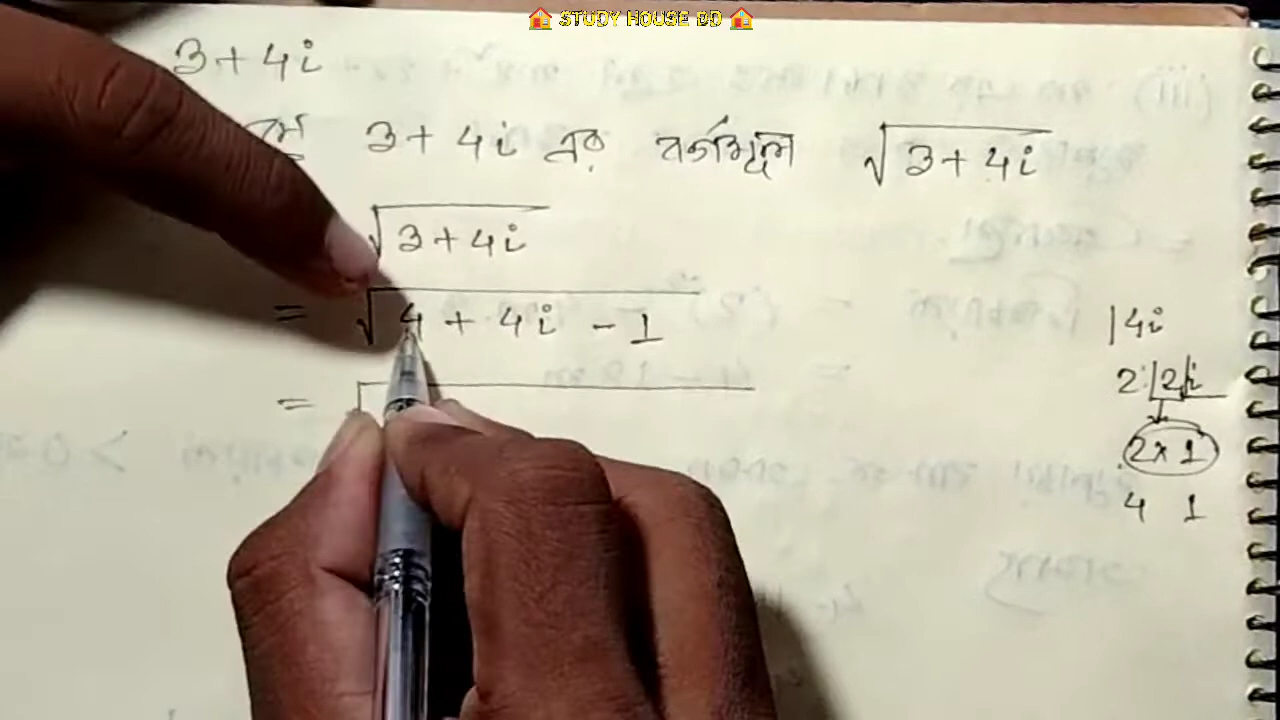 🏠 STUDY HOUSE BD 🏠
3 + 4i
3 + 4i এর বর্গমূল √(3 + 4i)
√(3 + 4i)
= √(4 + 4i - 1
= √
|4i
2·|2i
2×1
4 1